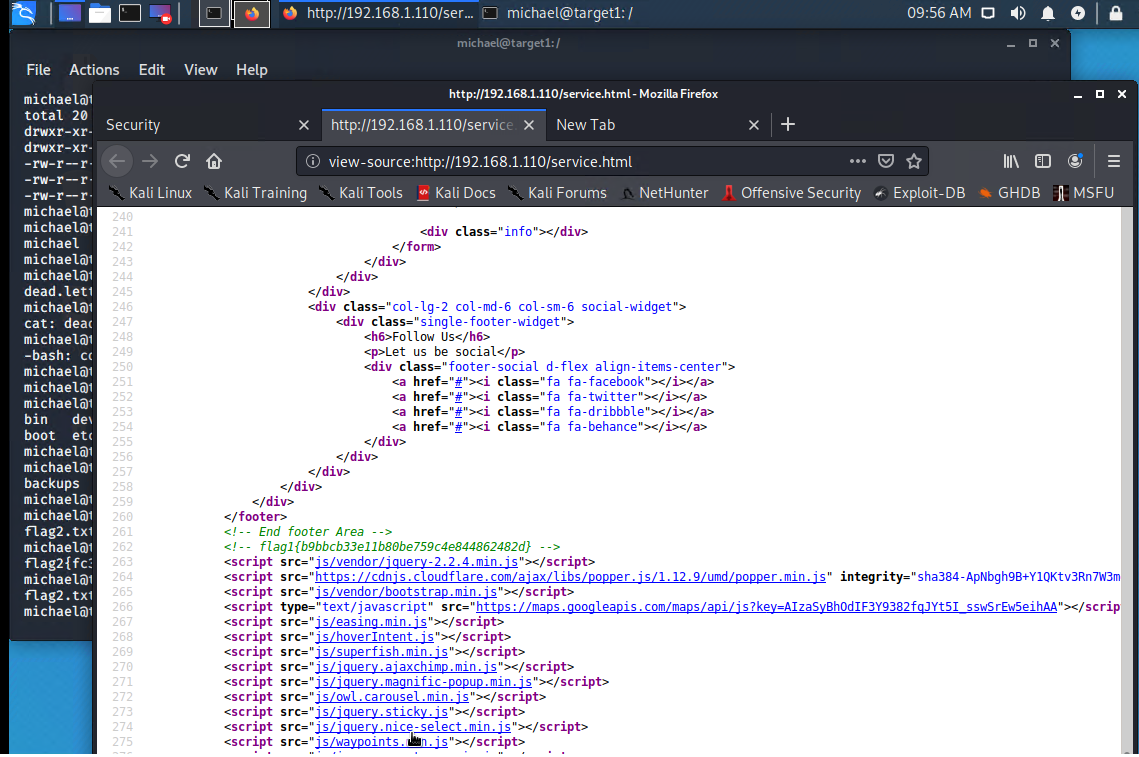 http://192.168.1.110/ser... michael@target1: / 09:56 AM
michael@target1: /
File Actions Edit View Help
http://192.168.1.110/service.html - Mozilla Firefox
Security http://192.168.1.110/service. New Tab
view-source:http://192.168.1.110/service.html
Kali Linux Kali Training Kali Tools Kali Docs Kali Forums NetHunter Offensive Security Exploit-DB GHDB MSFU
michael@t
total 20
drwxr-xr-
drwxr-xr-
-rw-r--r-
-rw-r--r-
-rw-r--r-
michael@t
michael@t
michael
michael@t
michael@t
dead.lett
michael@t
cat: dead
michael@t
-bash: co
michael@t
michael@t
michael@t
bin dev
boot etc
michael@t
michael@t
backups
michael@t
michael@t
flag2.txt
michael@t
flag2{fc3
michael@t
flag2.txt
michael@t
240
241 <div class="info"></div>
242 </form>
243 </div>
244 </div>
245 </div>
246 <div class="col-lg-2 col-md-6 col-sm-6 social-widget">
247 <div class="single-footer-widget">
248 <h6>Follow Us</h6>
249 <p>Let us be social</p>
250 <div class="footer-social d-flex align-items-center">
251 <a href="#"><i class="fa fa-facebook"></i></a>
252 <a href="#"><i class="fa fa-twitter"></i></a>
253 <a href="#"><i class="fa fa-dribbble"></i></a>
254 <a href="#"><i class="fa fa-behance"></i></a>
255 </div>
256 </div>
257 </div>
258 </div>
259 </div>
260 </footer>
261 <!-- End footer Area -->
262 <!-- flag1{b9bbcb33e11b80be759c4e844862482d} -->
263 <script src="js/vendor/jquery-2.2.4.min.js"></script>
264 <script src="https://cdnjs.cloudflare.com/ajax/libs/popper.js/1.12.9/umd/popper.min.js" integrity="sha384-ApNbgh9B+Y1QKtv3Rn7W3m
265 <script src="js/vendor/bootstrap.min.js"></script>
266 <script type="text/javascript" src="https://maps.googleapis.com/maps/api/js?key=AIzaSyBhOdIF3Y9382fqJYt5I_sswSrEw5eihAA"></scrip
267 <script src="js/easing.min.js"></script>
268 <script src="js/hoverIntent.js"></script>
269 <script src="js/superfish.min.js"></script>
270 <script src="js/jquery.ajaxchimp.min.js"></script>
271 <script src="js/jquery.magnific-popup.min.js"></script>
272 <script src="js/owl.carousel.min.js"></script>
273 <script src="js/jquery.sticky.js"></script>
274 <script src="js/jquery.nice-select.min.js"></script>
275 <script src="js/waypoints.min.js"></script>